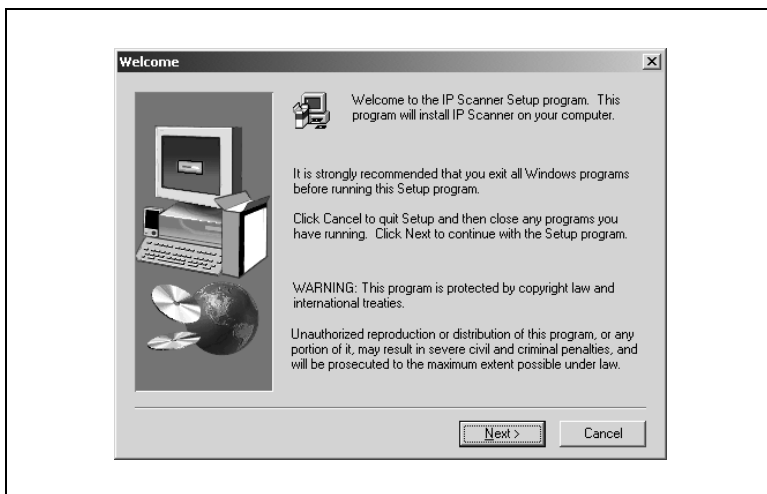 Welcome
Welcome to the IP Scanner Setup program. This
program will install IP Scanner on your computer.
It is strongly recommended that you exit all Windows programs
before running this Setup program.
Click Cancel to quit Setup and then close any programs you
have running. Click Next to continue with the Setup program.
WARNING: This program is protected by copyright law and
international treaties.
Unauthorized reproduction or distribution of this program, or any
portion of it, may result in severe civil and criminal penalties, and
will be prosecuted to the maximum extent possible under law.
Next >
Cancel